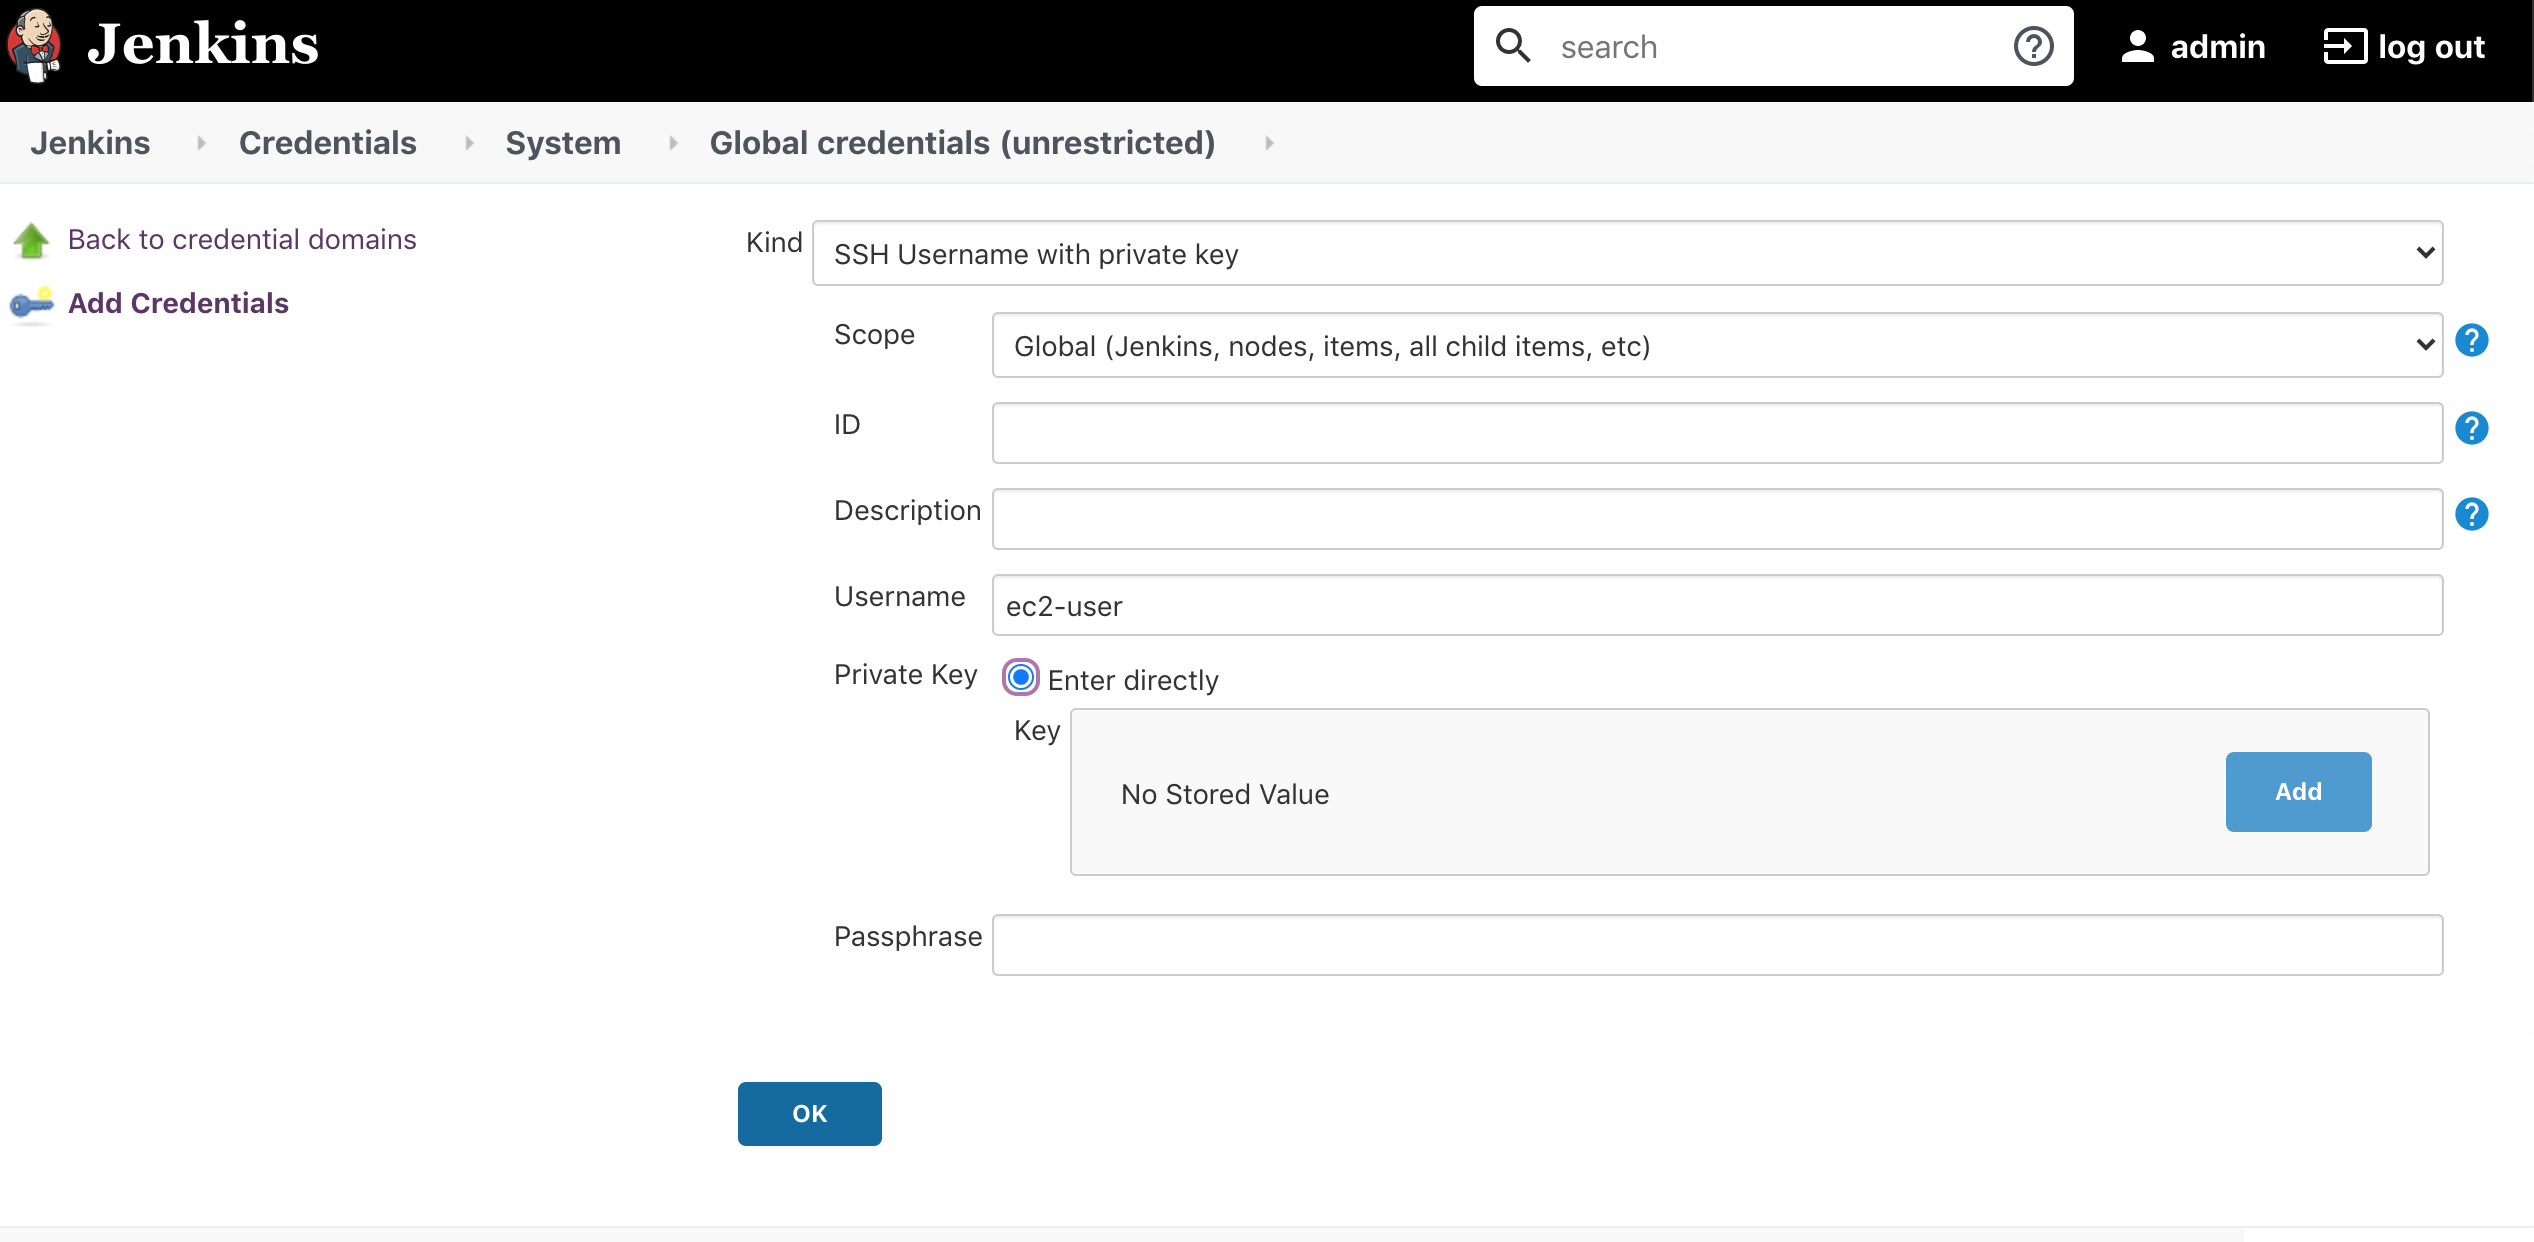 Jenkins
search
?
admin
log out
Jenkins
Credentials
System
Global credentials (unrestricted)
Back to credential domains
Add Credentials
Kind
SSH Username with private key
Scope
Global (Jenkins, nodes, items, all child items, etc)
?
ID
?
Description
?
Username
ec2-user
Private Key
Enter directly
Key
No Stored Value
Add
Passphrase
OK